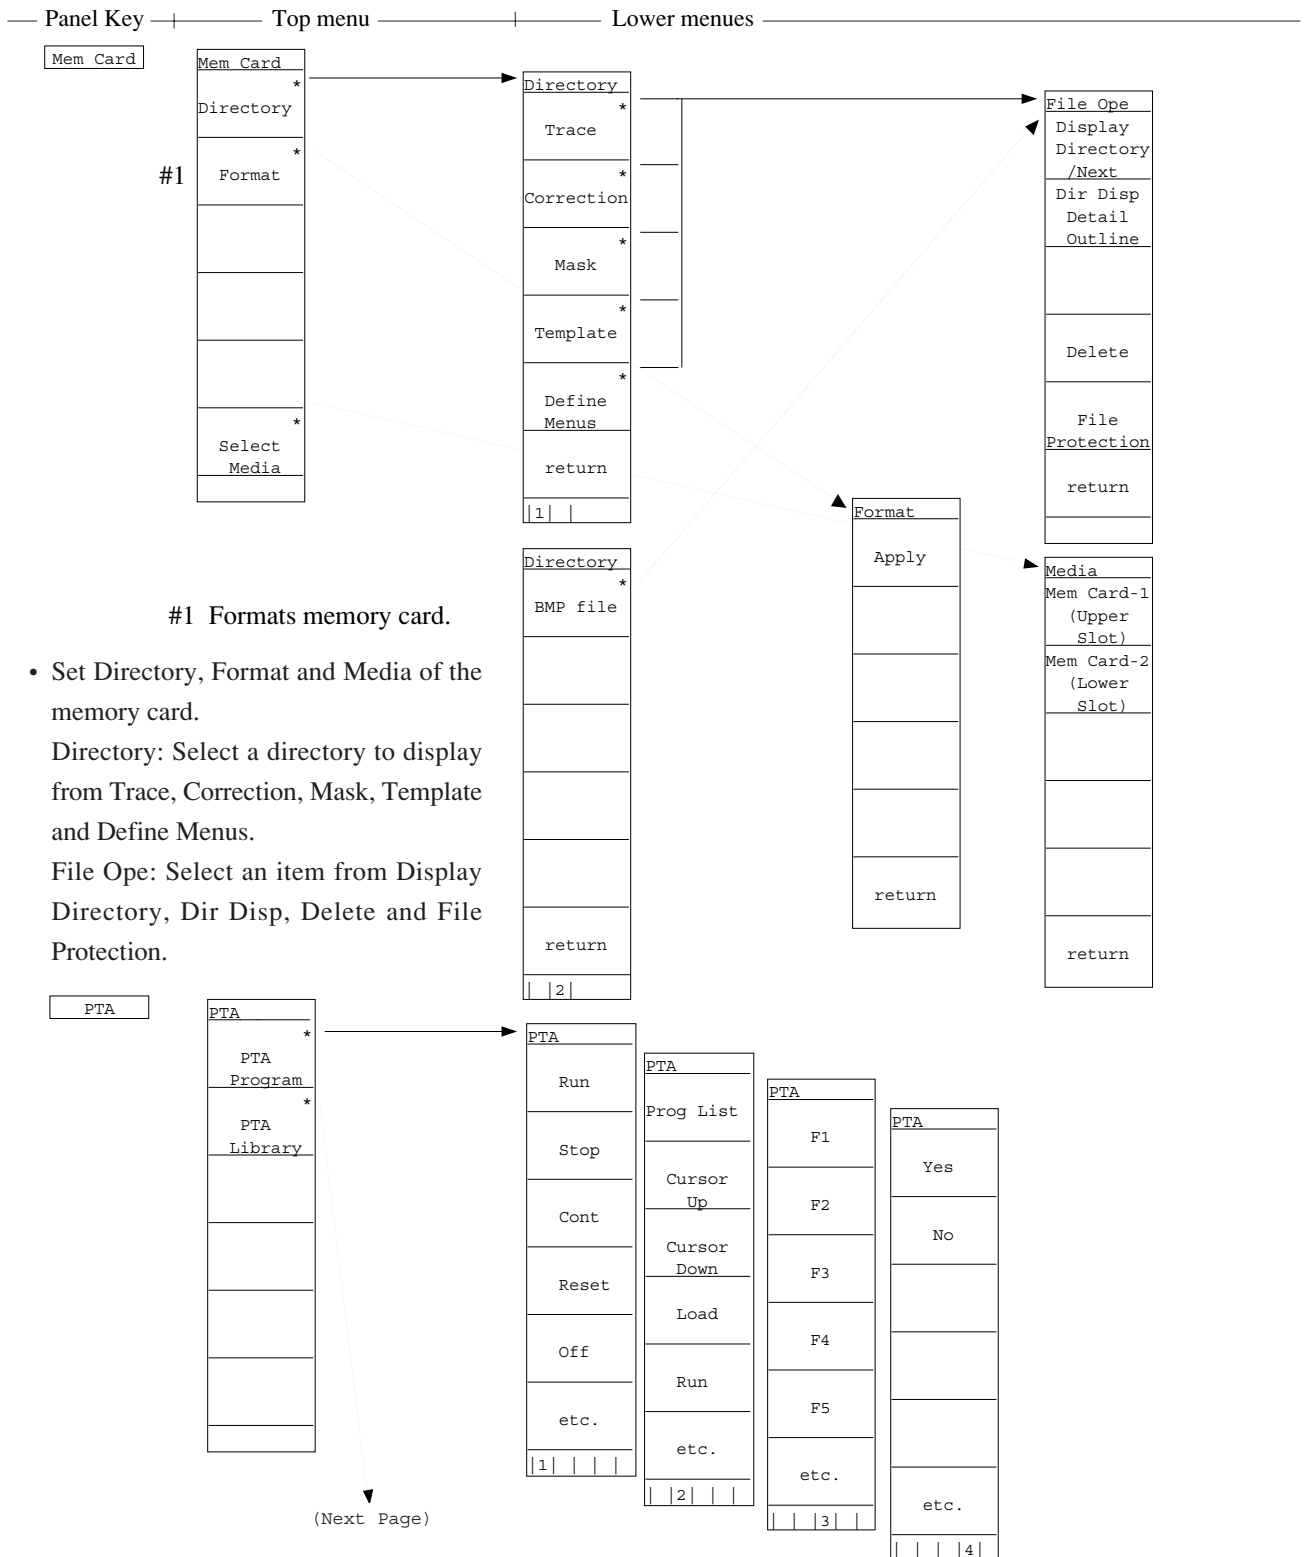 Panel Key
Top menu
Lower menues
Mem Card
Mem Card
*
Directory
*
#1
Format
*
Select
Media
Directory
*
Trace
*
Correction
*
Mask
*
Template
*
Define
Menus
return
|1| |
File Ope
Display
Directory
/Next
Dir Disp
Detail
Outline
Delete
File
Protection
return
Directory
*
BMP file
return
| |2|
Format
Apply
return
Media
Mem Card-1
(Upper
Slot)
Mem Card-2
(Lower
Slot)
return
#1 Formats memory card.
• Set Directory, Format and Media of the
memory card.
Directory: Select a directory to display
from Trace, Correction, Mask, Template
and Define Menus.
File Ope: Select an item from Display
Directory, Dir Disp, Delete and File
Protection.
PTA
PTA
*
PTA
Program
*
PTA
Library
(Next Page)
PTA
Run
Stop
Cont
Reset
Off
etc.
|1| | | |
PTA
Prog List
Cursor
Up
Cursor
Down
Load
Run
etc.
| |2| | |
PTA
F1
F2
F3
F4
F5
etc.
| | |3| |
PTA
Yes
No
etc.
| | | |4|